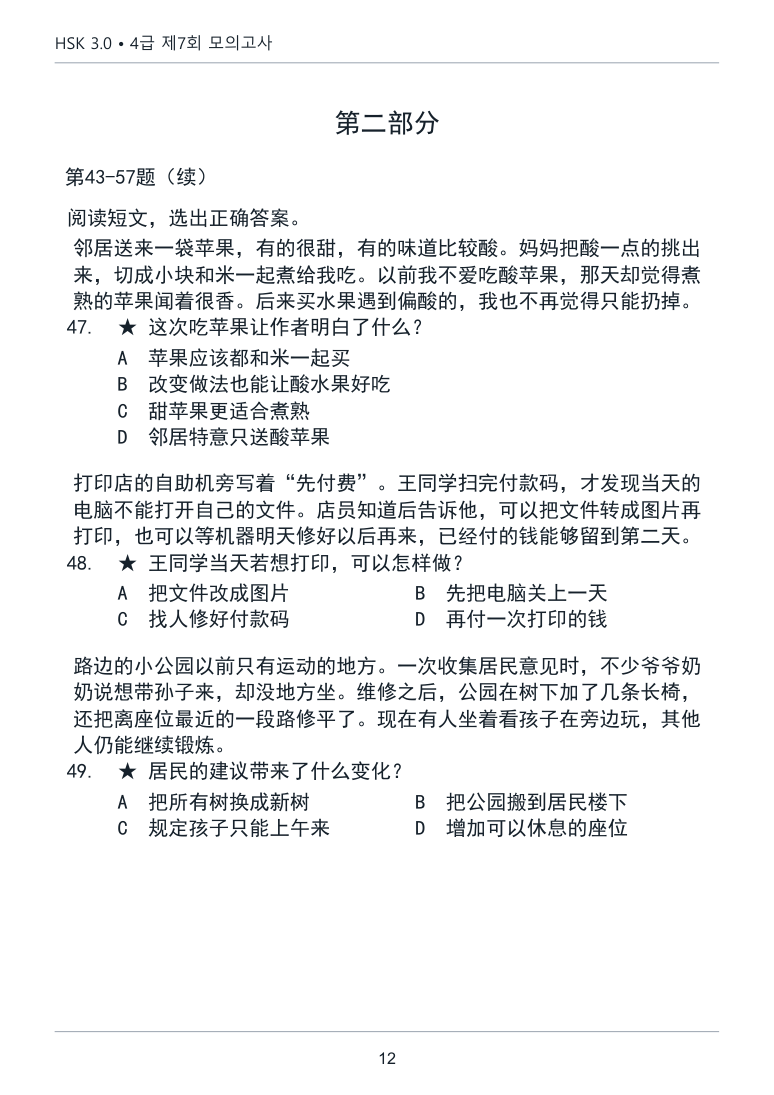 HSK 3.0 • 4급 제7회 모의고사
第二部分
第43-57题（续）
阅读短文，选出正确答案。
邻居送来一袋苹果，有的很甜，有的味道比较酸。妈妈把酸一点的挑出
来，切成小块和米一起煮给我吃。以前我不爱吃酸苹果，那天却觉得煮
熟的苹果闻着很香。后来买水果遇到偏酸的，我也不再觉得只能扔掉。
47. ★ 这次吃苹果让作者明白了什么？
A 苹果应该都和米一起买
B 改变做法也能让酸水果好吃
C 甜苹果更适合煮熟
D 邻居特意只送酸苹果
打印店的自助机旁写着“先付费”。王同学扫完付款码，才发现当天的
电脑不能打开自己的文件。店员知道后告诉他，可以把文件转成图片再
打印，也可以等机器明天修好以后再来，已经付的钱能够留到第二天。
48. ★ 王同学当天若想打印，可以怎样做？
A 把文件改成图片 B 先把电脑关上一天
C 找人修好付款码 D 再付一次打印的钱
路边的小公园以前只有运动的地方。一次收集居民意见时，不少爷爷奶
奶说想带孙子来，却没地方坐。维修之后，公园在树下加了几条长椅，
还把离座位最近的一段路修平了。现在有人坐着看孩子在旁边玩，其他
人仍能继续锻炼。
49. ★ 居民的建议带来了什么变化？
A 把所有树换成新树 B 把公园搬到居民楼下
C 规定孩子只能上午来 D 增加可以休息的座位
12